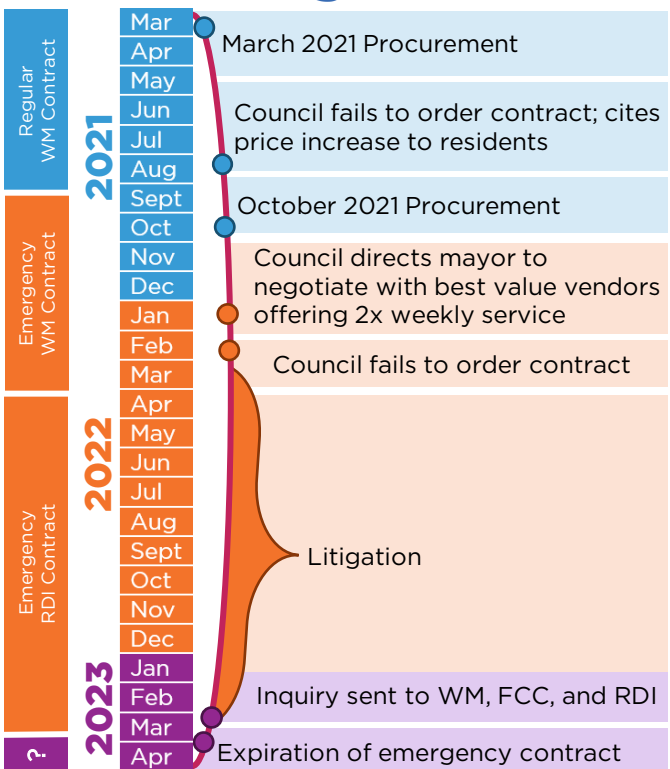 Regular
WM Contract
Emergency
WM Contract
Emergency
RDI Contract
?
2021
2022
2023
Mar
Apr
May
Jun
Jul
Aug
Sept
Oct
Nov
Dec
Jan
Feb
Mar
Apr
May
Jun
Jul
Aug
Sept
Oct
Nov
Dec
Jan
Feb
Mar
Apr
March 2021 Procurement
Council fails to order contract; cites
price increase to residents
October 2021 Procurement
Council directs mayor to
negotiate with best value vendors
offering 2x weekly service
Council fails to order contract
Litigation
Inquiry sent to WM, FCC, and RDI
Expiration of emergency contract